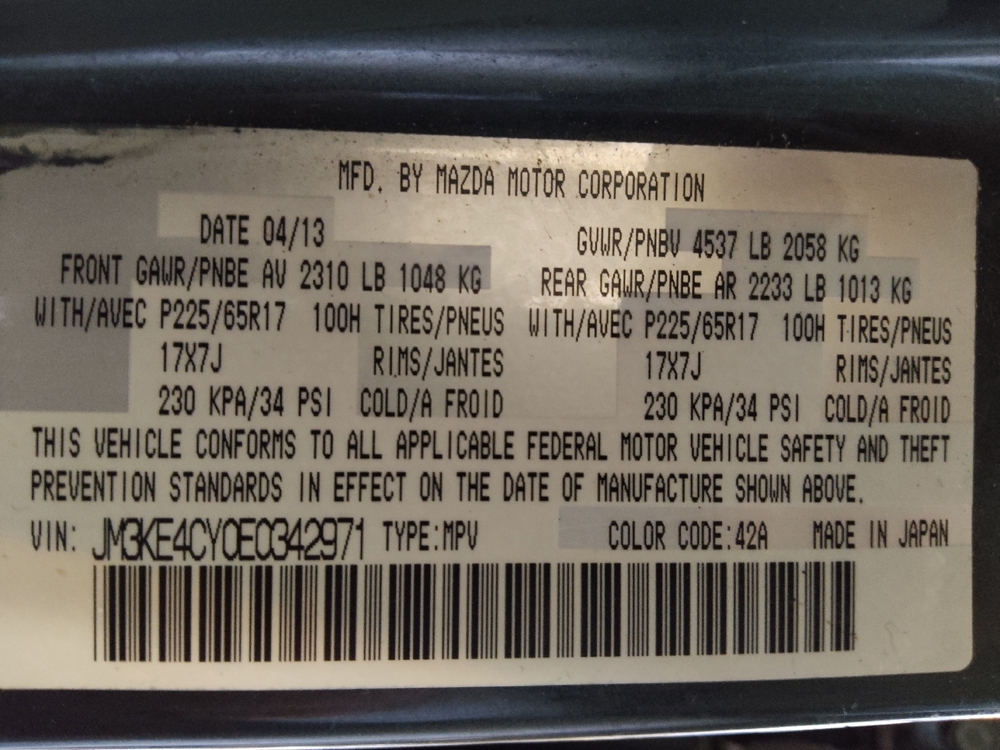 MFD. BY MAZDA MOTOR CORPORATION
DATE 04/13 GVWR/PNBV 4537 LB 2058 KG
FRONT GAWR/PNBE AV 2310 LB 1048 KG REAR GAWR/PNBE AR 2233 LB 1013 KG
WITH/AVEC P225/65R17 100H TIRES/PNEUS WITH/AVEC P225/65R17 100H TIRES/PNEUS
17X7J RIMS/JANTES 17X7J RIMS/JANTES
230 KPA/34 PSI COLD/A FROID 230 KPA/34 PSI COLD/A FROID
THIS VEHICLE CONFORMS TO ALL APPLICABLE FEDERAL MOTOR VEHICLE SAFETY AND THEFT
PREVENTION STANDARDS IN EFFECT ON THE DATE OF MANUFACTURE SHOWN ABOVE.
VIN: JM3KE4CY0E0342971 TYPE:MPV COLOR CODE:42A MADE IN JAPAN